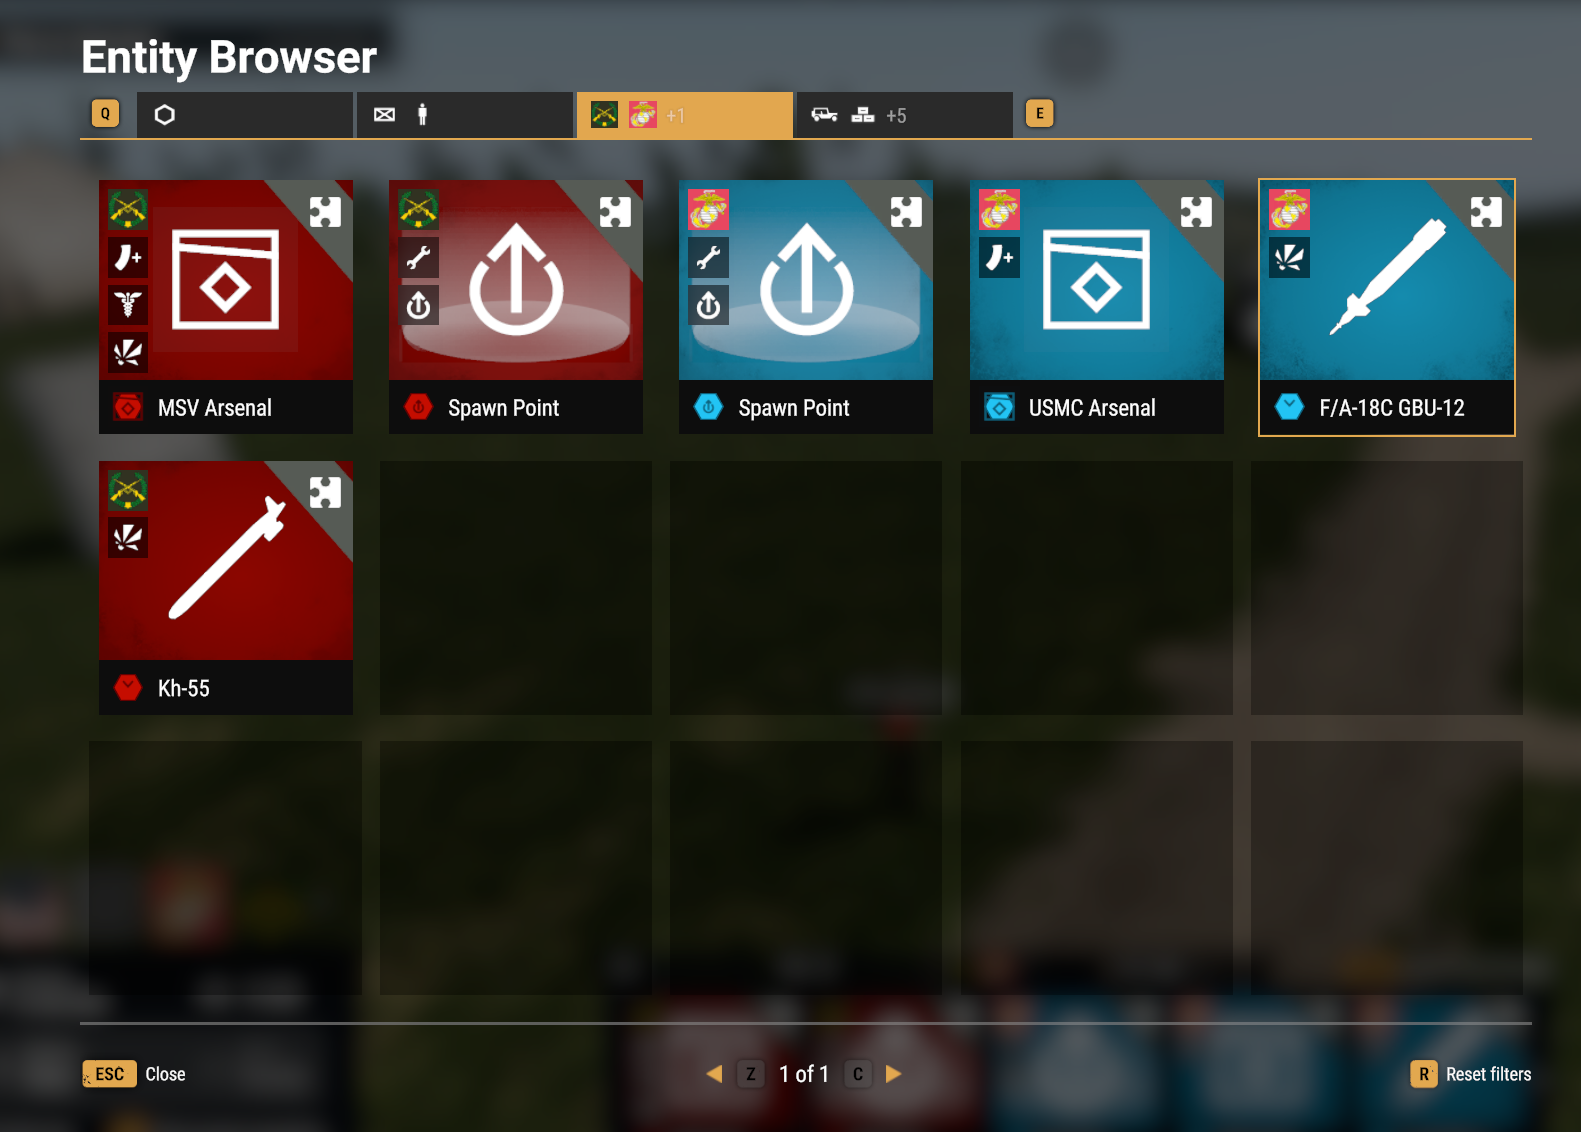 Entity Browser
Q
+1
+5
E
MSV Arsenal
Spawn Point
Spawn Point
USMC Arsenal
F/A-18C GBU-12
Kh-55
ESC Close
Z 1 of 1 C
R Reset filters